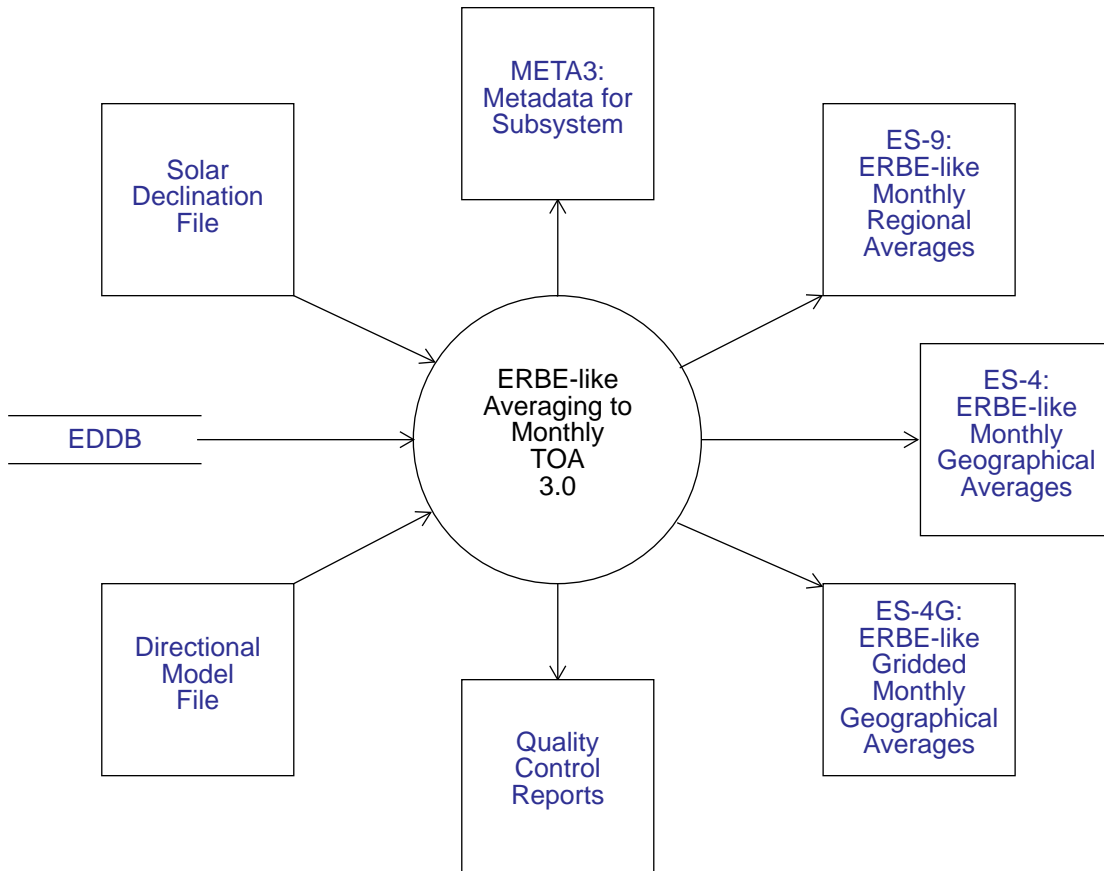 META3:
Metadata for
Subsystem
Solar
Declination
File
ES-9:
ERBE-like
Monthly
Regional
Averages
ERBE-like
Averaging to
Monthly
TOA
3.0
EDDB
ES-4:
ERBE-like
Monthly
Geographical
Averages
Directional
Model
File
Quality
Control
Reports
ES-4G:
ERBE-like
Gridded
Monthly
Geographical
Averages